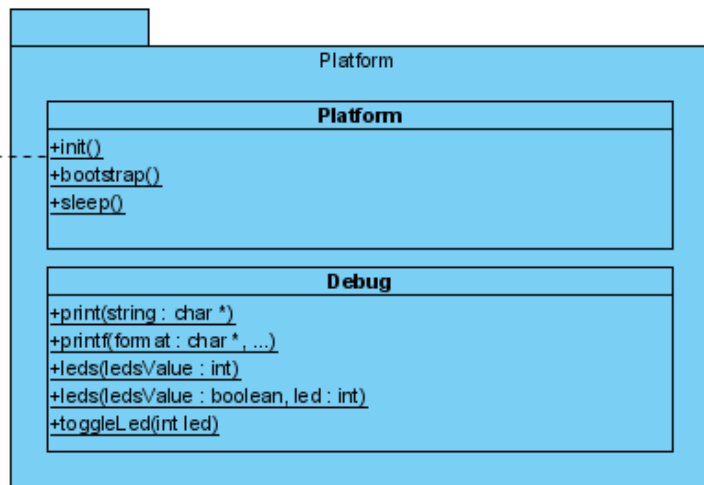 Platform
Platform
+init()
+bootstrap()
+sleep()
Debug
+print(string : char *)
+printf(format : char *, ...)
+leds(ledsValue : int)
+leds(ledsValue : boolean, led : int)
+toggleLed(int led)